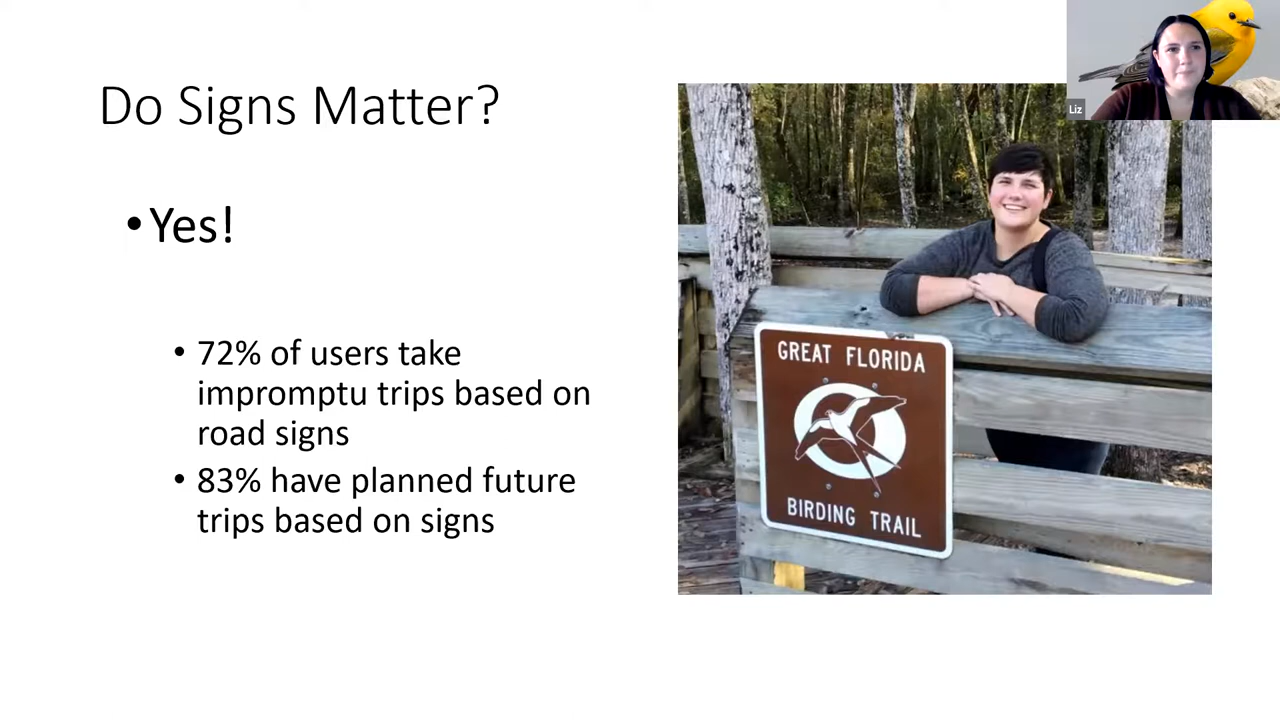 Do Signs Matter?
•Yes!
• 72% of users take
impromptu trips based on
road signs
• 83% have planned future
trips based on signs
GREAT FLORIDA
BIRDING TRAIL
Liz